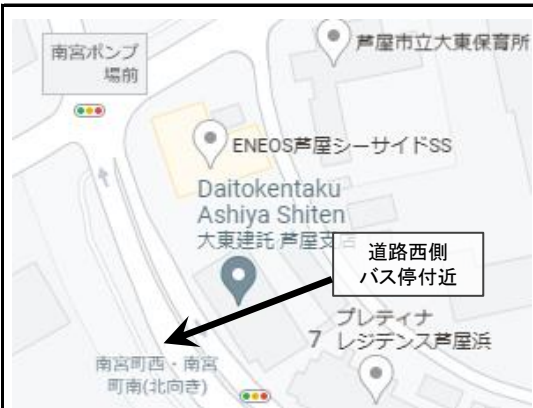 南宮ポンプ
場前
芦屋市立大東保育所
ENEOS芦屋シーサイドSS
Daitokentaku
Ashiya Shiten
大東建託 芦屋支店
道路西側
バス停付近
プレティナ
7 レジデンス芦屋浜
南宮町西・南宮
町南(北向き)